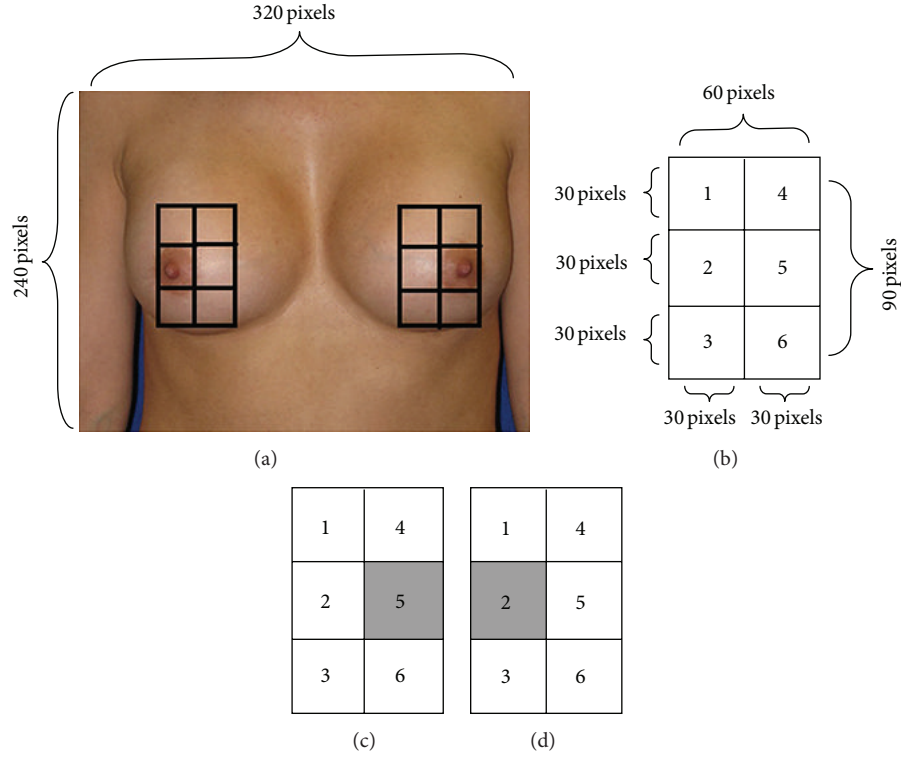 320 pixels
240 pixels
(a)
60 pixels
30 pixels
30 pixels
30 pixels
1 4
2 5
3 6
90 pixels
30 pixels 30 pixels
(b)
1 4
2 5
3 6
(c)
1 4
2 5
3 6
(d)